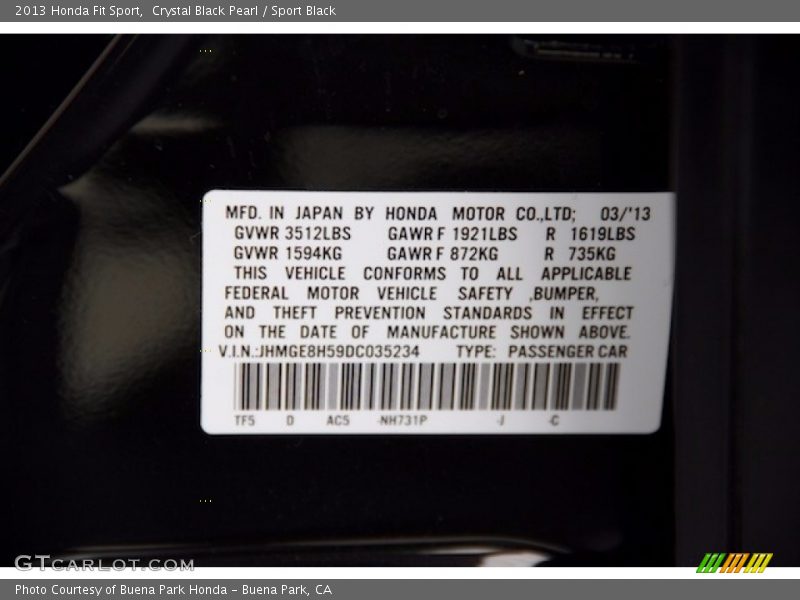 2013 Honda Fit Sport,  Crystal Black Pearl / Sport Black
MFD. IN JAPAN BY HONDA MOTOR CO.,LTD; 03/'13
GVWR 3512LBS GAWR F 1921LBS R 1619LBS
GVWR 1594KG GAWR F 872KG R 735KG
THIS VEHICLE CONFORMS TO ALL APPLICABLE
FEDERAL MOTOR VEHICLE SAFETY ,BUMPER,
AND THEFT PREVENTION STANDARDS IN EFFECT
ON THE DATE OF MANUFACTURE SHOWN ABOVE.
V.I.N.:JHMGE8H59DC035234 TYPE: PASSENGER CAR
TF5 D AC5 -NH731P -J -C
GTCARLOT.COM
Photo Courtesy of Buena Park Honda – Buena Park, CA